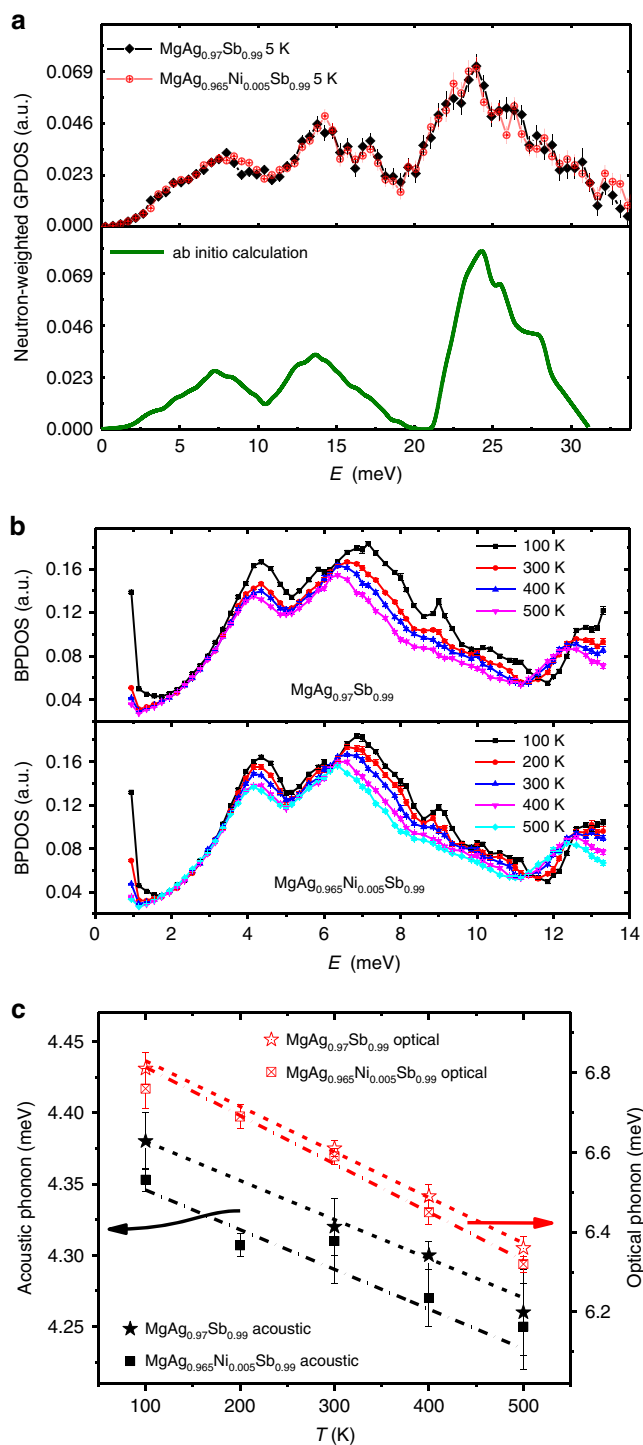 a
MgAg0.97Sb0.99 5 K
MgAg0.965Ni0.005Sb0.99 5 K
0.069
0.046
0.023
0.000
ab initio calculation
0.069
0.046
0.023
0.000
Neutron-weighted GPDOS (a.u.)
0 5 10 15 20 25 30
E (meV)
b
100 K
300 K
400 K
500 K
0.16
0.12
0.08
0.04
BPDOS (a.u.)
MgAg0.97Sb0.99
100 K
200 K
300 K
400 K
500 K
0.16
0.12
0.08
0.04
BPDOS (a.u.)
MgAg0.965Ni0.005Sb0.99
0 2 4 6 8 10 12 14
E (meV)
c
MgAg0.97Sb0.99 optical
MgAg0.965Ni0.005Sb0.99 optical
4.45
4.40
4.35
4.30
4.25
Acoustic phonon (meV)
6.8
6.6
6.4
6.2
Optical phonon (meV)
MgAg0.97Sb0.99 acoustic
MgAg0.965Ni0.005Sb0.99 acoustic
100 200 300 400 500
T (K)